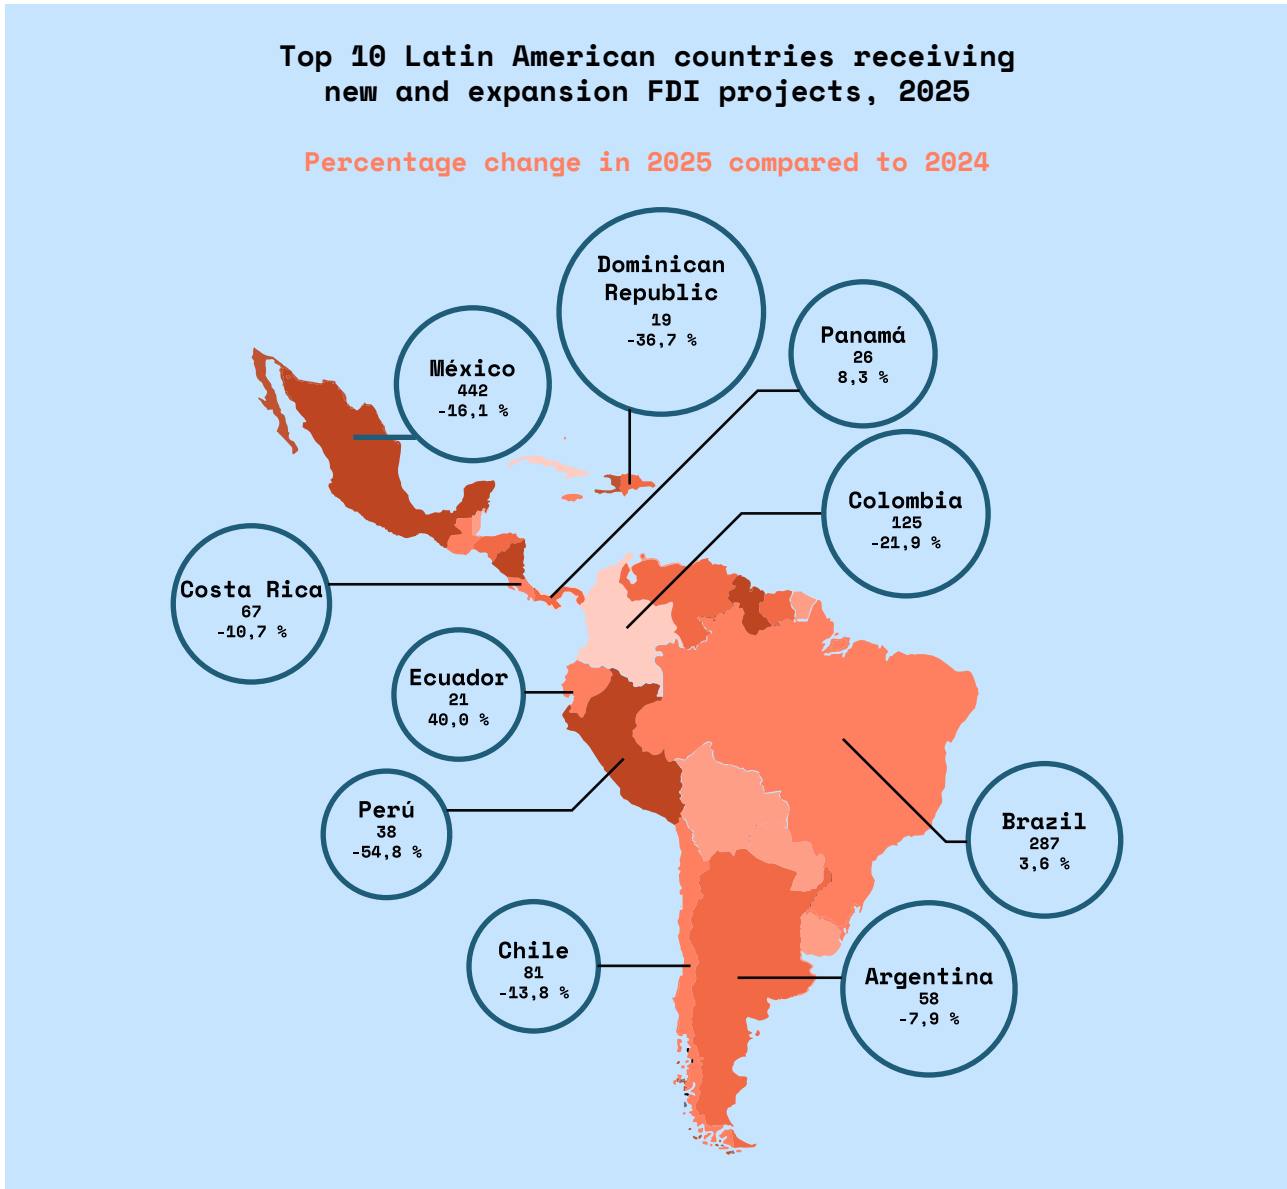 Top 10 Latin American countries receiving
new and expansion FDI projects, 2025
Percentage change in 2025 compared to 2024
Dominican
Republic
19
-36,7 %
Panamá
26
8,3 %
México
442
-16,1 %
Colombia
125
-21,9 %
Costa Rica
67
-10,7 %
Ecuador
21
40,0 %
Perú
38
-54,8 %
Brazil
287
3,6 %
Chile
81
-13,8 %
Argentina
58
-7,9 %